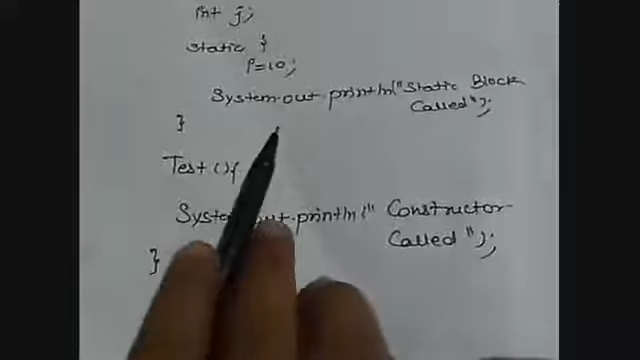 int j;
static {
i=10;
System.out.println("Static Block
Called");
}
Test(){
System.out.println(" Constructor
Called");
}